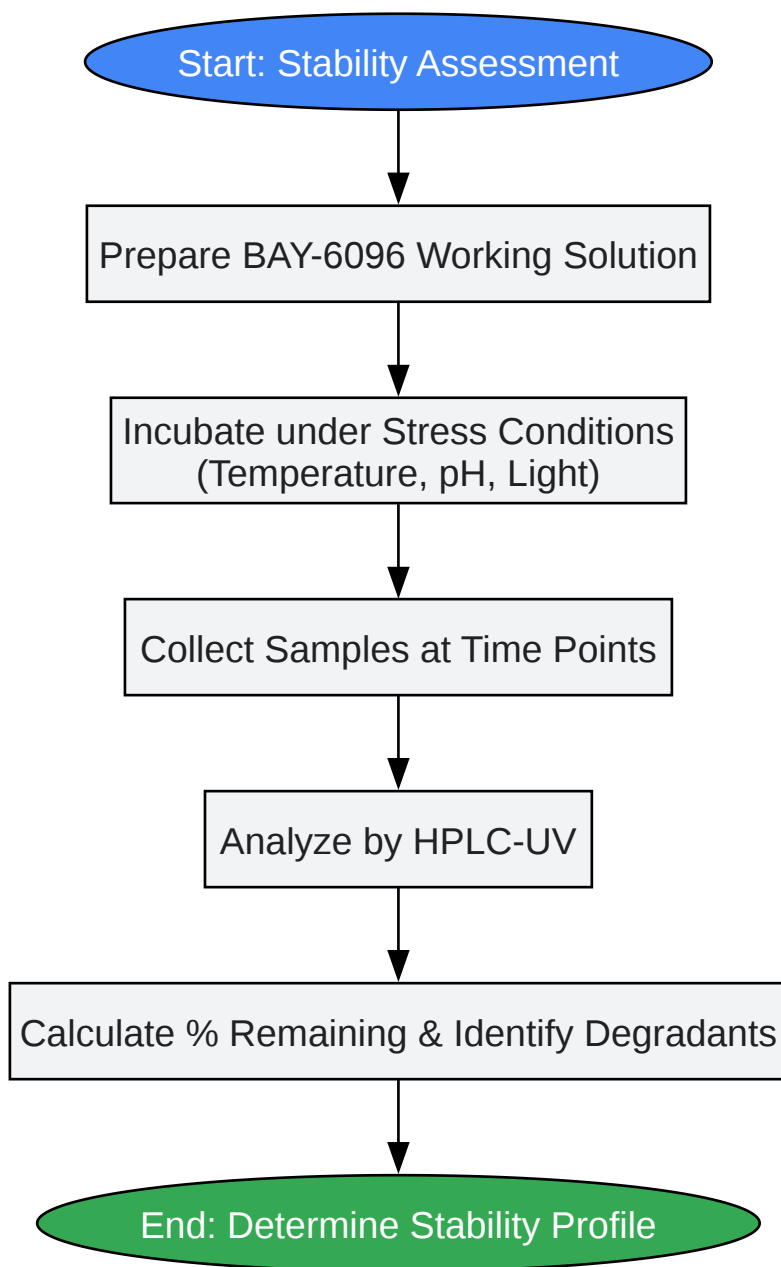 Start: Stability Assessment
Prepare BAY-6096 Working Solution
Incubate under Stress Conditions
(Temperature, pH, Light)
Collect Samples at Time Points
Analyze by HPLC-UV
Calculate % Remaining & Identify Degradants
End: Determine Stability Profile